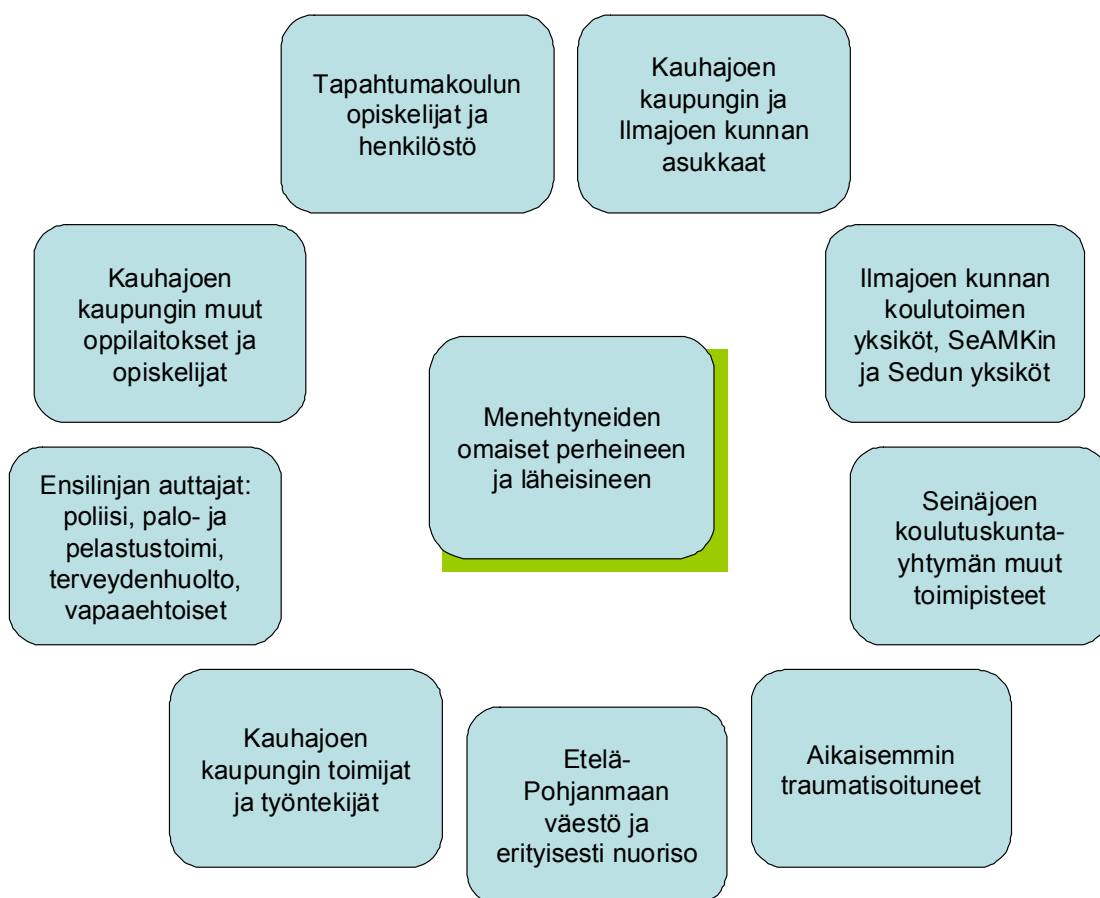 Tapahtumakoulun
opiskelijat ja
henkilöstö
Kauhajoen
kaupungin ja
Ilmajoen kunnan
asukkaat
Kauhajoen
kaupungin muut
oppilaitokset ja
opiskelijat
Ilmajoen kunnan
koulutoimen
yksiköt, SeAMKin
ja Sedun yksiköt
Menehtyneiden
omaiset perheineen
ja läheisineen
Ensilinjan auttajat:
poliisi, palo- ja
pelastustoimi,
terveydenhuolto,
vapaaehtoiset
Seinäjoen
koulutuskunta-
yhtymän muut
toimipisteet
Kauhajoen
kaupungin toimijat
ja työntekijät
Etelä-
Pohjanmaan
väestö ja
erityisesti nuoriso
Aikaisemmin
traumatisoituneet